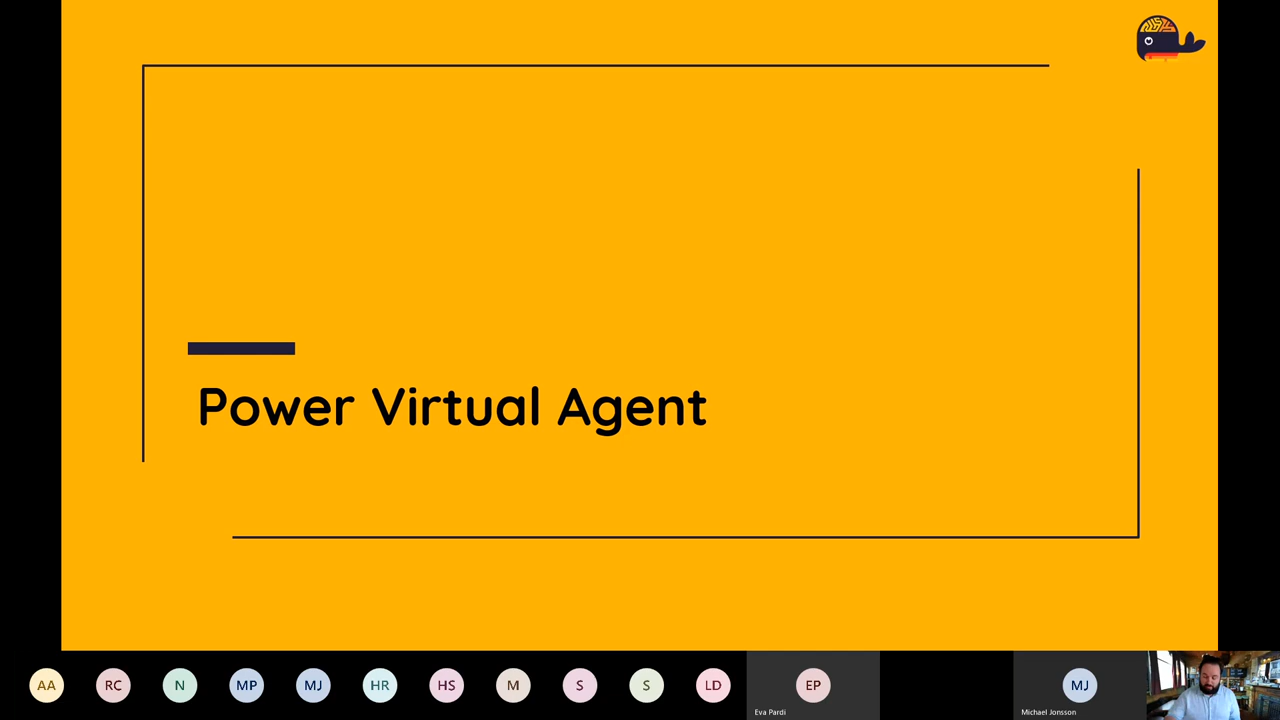 Power Virtual Agent
AA
RC
N
MP
MJ
HR
HS
M
S
S
LD
EP
MJ
Eva Pardi
Michael Jonsson